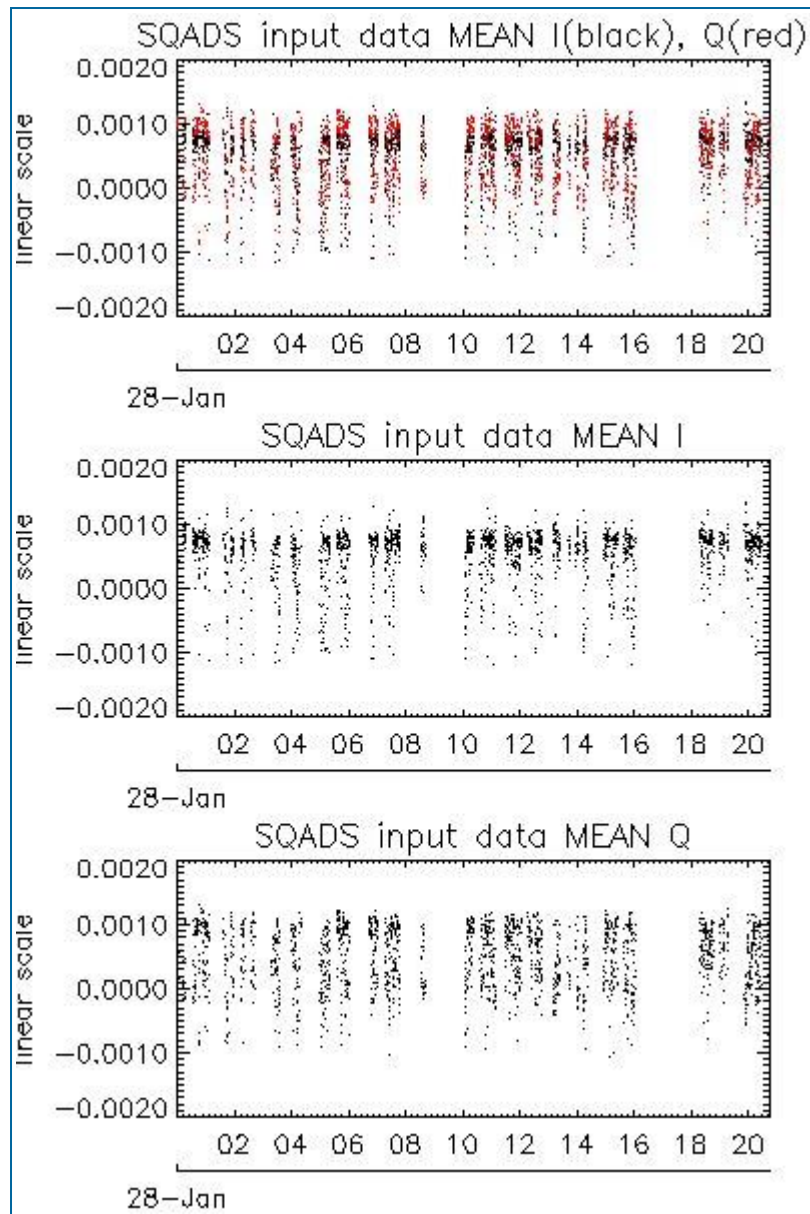 SQADS input data MEAN I(black), Q(red)
linear scale
0.0020
0.0010
0.0000
−0.0010
−0.0020
02 04 06 08 10 12 14 16 18 20
28-Jan
SQADS input data MEAN I
linear scale
0.0020
0.0010
0.0000
−0.0010
−0.0020
02 04 06 08 10 12 14 16 18 20
28-Jan
SQADS input data MEAN Q
linear scale
0.0020
0.0010
0.0000
−0.0010
−0.0020
02 04 06 08 10 12 14 16 18 20
28-Jan